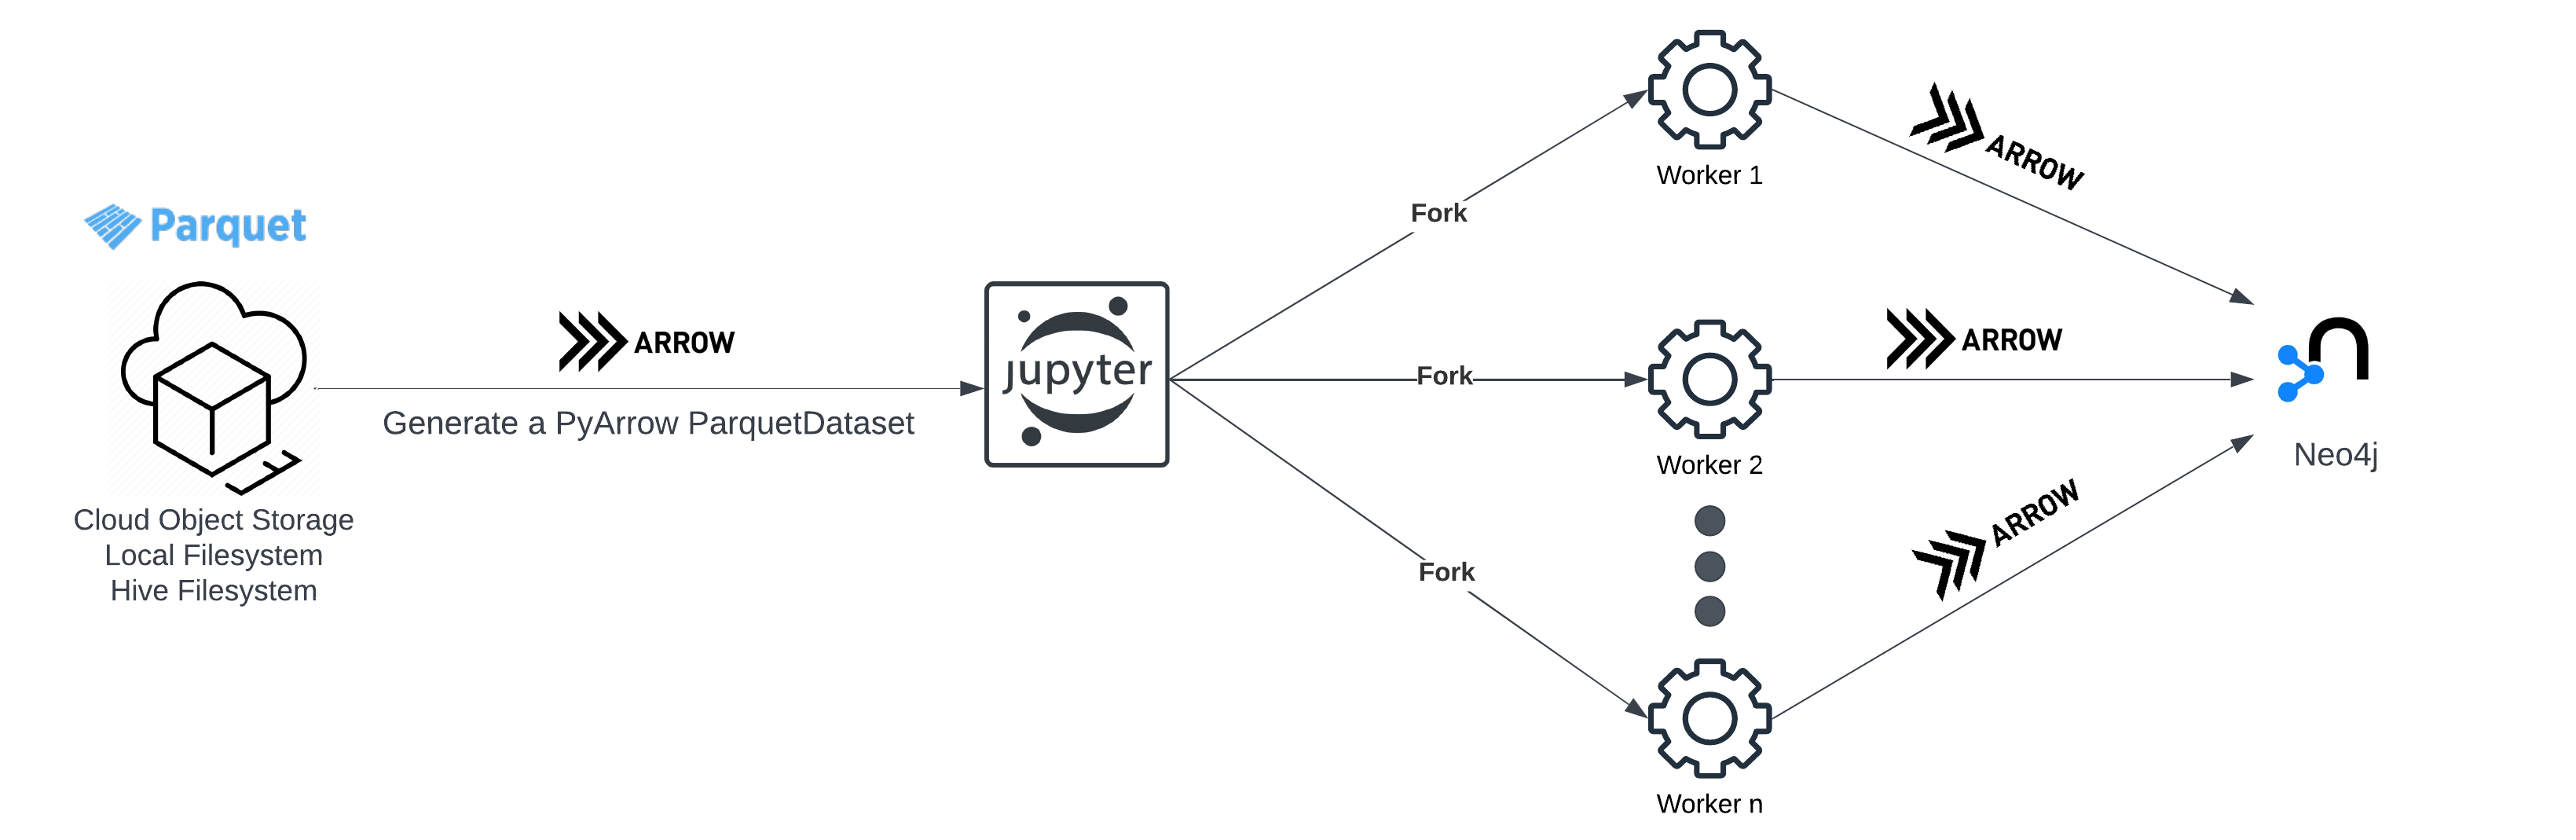 Parquet
Cloud Object Storage
Local Filesystem
Hive Filesystem
ARROW
Generate a PyArrow ParquetDataset
jupyter
Fork
Fork
Fork
Worker 1
Worker 2
Worker n
ARROW
ARROW
ARROW
Neo4j